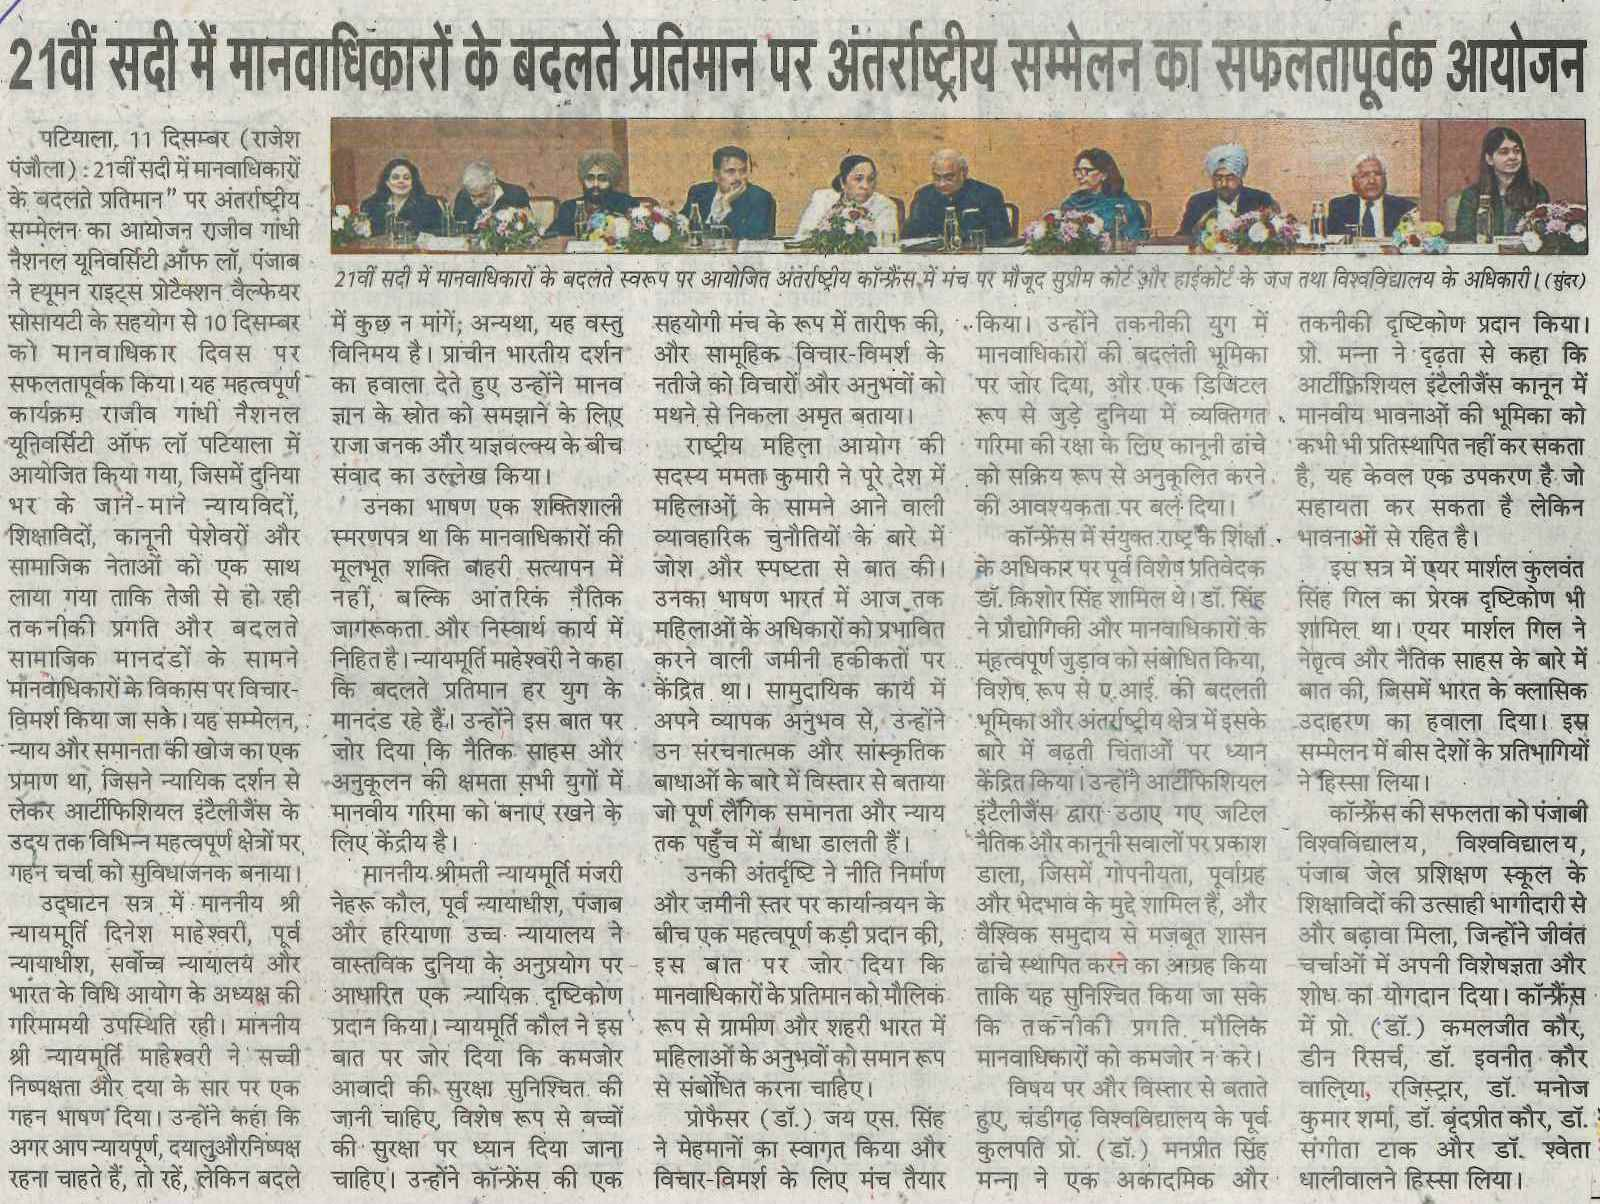 21वीं सदी में मानवाधिकारों के बदलते प्रतिमान पर अंतर्राष्ट्रीय सम्मेलन का सफलतापूर्वक आयोजन
पटियाला, 11 दिसम्बर (राजेश
पंजौला) : 21वीं सदी में मानवाधिकारों
के बदलते प्रतिमान” पर अंतर्राष्ट्रीय
सम्मेलन का आयोजन राजीव गांधी
नैशनल यूनिवर्सिटी ऑफ लॉ, पंजाब
ने ह्यूमन राइट्स प्रोटैक्शन वैल्फेयर
सोसायटी के सहयोग से 10 दिसम्बर
को मानवाधिकार दिवस पर
सफलतापूर्वक किया। यह महत्वपूर्ण
कार्यक्रम राजीव गांधी नैशनल
यूनिवर्सिटी ऑफ लॉ पटियाला में
आयोजित किया गया, जिसमें दुनिया
भर के जाने-माने न्यायविदों,
शिक्षाविदों, कानूनी पेशेवरों और
सामाजिक नेताओं को एक साथ
लाया गया ताकि तेजी से हो रही
तकनीकी प्रगति और बदलते
सामाजिक मानदंडों के सामने
मानवाधिकारों के विकास पर विचार-
विमर्श किया जा सके। यह सम्मेलन,
न्याय और समानता की खोज का एक
प्रमाण था, जिसने न्यायिक दर्शन से
लेकर आर्टीफिशियल इंटैलीजैंस के
उदय तक विभिन्न महत्वपूर्ण क्षेत्रों पर
गहन चर्चा को सुविधाजनक बनाया।
उद्घाटन सत्र में माननीय श्री
न्यायमूर्ति दिनेश माहेश्वरी, पूर्व
न्यायाधीश, सर्वोच्च न्यायालय और
भारत के विधि आयोग के अध्यक्ष की
गरिमामयी उपस्थिति रही। माननीय
श्री न्यायमूर्ति माहेश्वरी ने सच्ची
निष्पक्षता और दया के सार पर एक
गहन भाषण दिया। उन्होंने कहा कि
अगर आप न्यायपूर्ण, दयालुऔरनिष्पक्ष
रहना चाहते हैं, तो रहें, लेकिन बदले
21वीं सदी में मानवाधिकारों के बदलते स्वरूप पर आयोजित अंतर्राष्ट्रीय कॉन्फ्रैंस में मंच पर मौजूद सुप्रीम कोर्ट और हाईकोर्ट के जज तथा विश्वविद्यालय के अधिकारी। (सुंदर)
में कुछ न मांगें; अन्यथा, यह वस्तु
विनिमय है। प्राचीन भारतीय दर्शन
का हवाला देते हुए उन्होंने मानव
ज्ञान के स्रोत को समझाने के लिए
राजा जनक और याज्ञवल्क्य के बीच
संवाद का उल्लेख किया।
उनका भाषण एक शक्तिशाली
स्मरणपत्र था कि मानवाधिकारों की
मूलभूत शक्ति बाहरी सत्यापन में
नहीं, बल्कि आंतरिक नैतिक
जागरूकता और निस्वार्थ कार्य में
निहित है। न्यायमूर्ति माहेश्वरी ने कहा
कि बदलते प्रतिमान हर युग के
मानदंड रहे हैं। उन्होंने इस बात पर
जोर दिया कि नैतिक साहस और
अनुकूलन की क्षमता सभी युगों में
मानवीय गरिमा को बनाए रखने के
लिए केंद्रीय है।
माननीय श्रीमती न्यायमूर्ति मंजरी
नेहरू कौल, पूर्व न्यायाधीश, पंजाब
और हरियाणा उच्च न्यायालय ने
वास्तविक दुनिया के अनुप्रयोग पर
आधारित एक न्यायिक दृष्टिकोण
प्रदान किया। न्यायमूर्ति कौल ने इस
बात पर जोर दिया कि कमजोर
आबादी की सुरक्षा सुनिश्चित की
जानी चाहिए, विशेष रूप से बच्चों
की सुरक्षा पर ध्यान दिया जाना
चाहिए। उन्होंने कॉन्फ्रेंस की एक
सहयोगी मंच के रूप में तारीफ की,
और सामूहिक विचार-विमर्श के
नतीजे को विचारों और अनुभवों को
मथने से निकला अमृत बताया।
राष्ट्रीय महिला आयोग की
सदस्य ममता कुमारी ने पूरे देश में
महिलाओं के सामने आने वाली
व्यावहारिक चुनौतियों के बारे में
जोश और स्पष्टता से बात की।
उनका भाषण भारत में आज तक
महिलाओं के अधिकारों को प्रभावित
करने वाली जमीनी हकीकतों पर
केंद्रित था। सामुदायिक कार्य में
अपने व्यापक अनुभव से, उन्होंने
उन संरचनात्मक और सांस्कृतिक
बाधाओं के बारे में विस्तार से बताया
जो पूर्ण लैंगिक समानता और न्याय
तक पहुँच में बाधा डालती हैं।
उनकी अंतर्दृष्टि ने नीति निर्माण
और जमीनी स्तर पर कार्यान्वयन के
बीच एक महत्वपूर्ण कड़ी प्रदान की,
इस बात पर जोर दिया कि
मानवाधिकारों के प्रतिमान को मौलिक
रूप से ग्रामीण और शहरी भारत में
महिलाओं के अनुभवों को समान रूप
से संबोधित करना चाहिए।
प्रोफैसर (डॉ.) जय एस. सिंह
ने मेहमानों का स्वागत किया और
विचार-विमर्श के लिए मंच तैयार
किया। उन्होंने तकनीकी युग में
मानवाधिकारों की बदलती भूमिका
पर जोर दिया, और एक डिजिटल
रूप से जुड़े दुनिया में व्यक्तिगत
गरिमा की रक्षा के लिए कानूनी ढांचे
को सक्रिय रूप से अनुकूलित करने
की आवश्यकता पर बल दिया।
कॉन्फ्रेंस में संयुक्त राष्ट्र के शिक्षा
के अधिकार पर पूर्व विशेष प्रतिवेदक
डॉ. किशोर सिंह शामिल थे। डॉ. सिंह
ने प्रौद्योगिकी और मानवाधिकारों के
महत्वपूर्ण जुड़ाव को संबोधित किया,
विशेष रूप से ए.आई. की बदलती
भूमिका और अंतर्राष्ट्रीय क्षेत्र में इसके
बारे में बढ़ती चिंताओं पर ध्यान
केंद्रित किया। उन्होंने आर्टीफिशियल
इंटैलीजैंस द्वारा उठाए गए जटिल
नैतिक और कानूनी सवालों पर प्रकाश
डाला, जिसमें गोपनीयता, पूर्वाग्रह
और भेदभाव के मुद्दे शामिल हैं, और
वैश्विक समुदाय से मजबूत शासन
ढांचे स्थापित करने का आग्रह किया
ताकि यह सुनिश्चित किया जा सके
कि तकनीकी प्रगति मौलिक
मानवाधिकारों को कमजोर न करे।
विषय पर और विस्तार से बताते
हुए, चंडीगढ़ विश्वविद्यालय के पूर्व
कुलपति प्रो. (डॉ.) मनप्रीत सिंह
मन्ना ने एक अकादमिक और
तकनीकी दृष्टिकोण प्रदान किया।
प्रो. मन्ना ने दृढ़ता से कहा कि
आर्टीफ़िशियल इंटैलीजैंस कानून में
मानवीय भावनाओं की भूमिका को
कभी भी प्रतिस्थापित नहीं कर सकता
है, यह केवल एक उपकरण है जो
सहायता कर सकता है लेकिन
भावनाओं से रहित है।
इस सत्र में एयर मार्शल कुलवंत
सिंह गिल का प्रेरक दृष्टिकोण भी
शामिल था। एयर मार्शल गिल ने
नेतृत्व और नैतिक साहस के बारे में
बात की, जिसमें भारत के क्लासिक
उदाहरण का हवाला दिया। इस
सम्मेलन में बीस देशों के प्रतिभागियों
ने हिस्सा लिया।
कॉन्फ्रैंस की सफलता को पंजाबी
विश्वविद्यालय, विश्वविद्यालय,
पंजाब जेल प्रशिक्षण स्कूल के
शिक्षाविदों की उत्साही भागीदारी से
और बढ़ावा मिला, जिन्होंने जीवंत
चर्चाओं में अपनी विशेषज्ञता और
शोध का योगदान दिया। कॉन्फ्रैंस
में प्रो. (डॉ.) कमलजीत कौर,
डीन रिसर्च, डॉ. इवनीत कौर
वालिया, रजिस्ट्रार, डॉ. मनोज
कुमार शर्मा, डॉ. बृंदप्रीत कौर, डॉ.
संगीता टाक और डॉ. श्वेता
धालीवालने हिस्सा लिया।